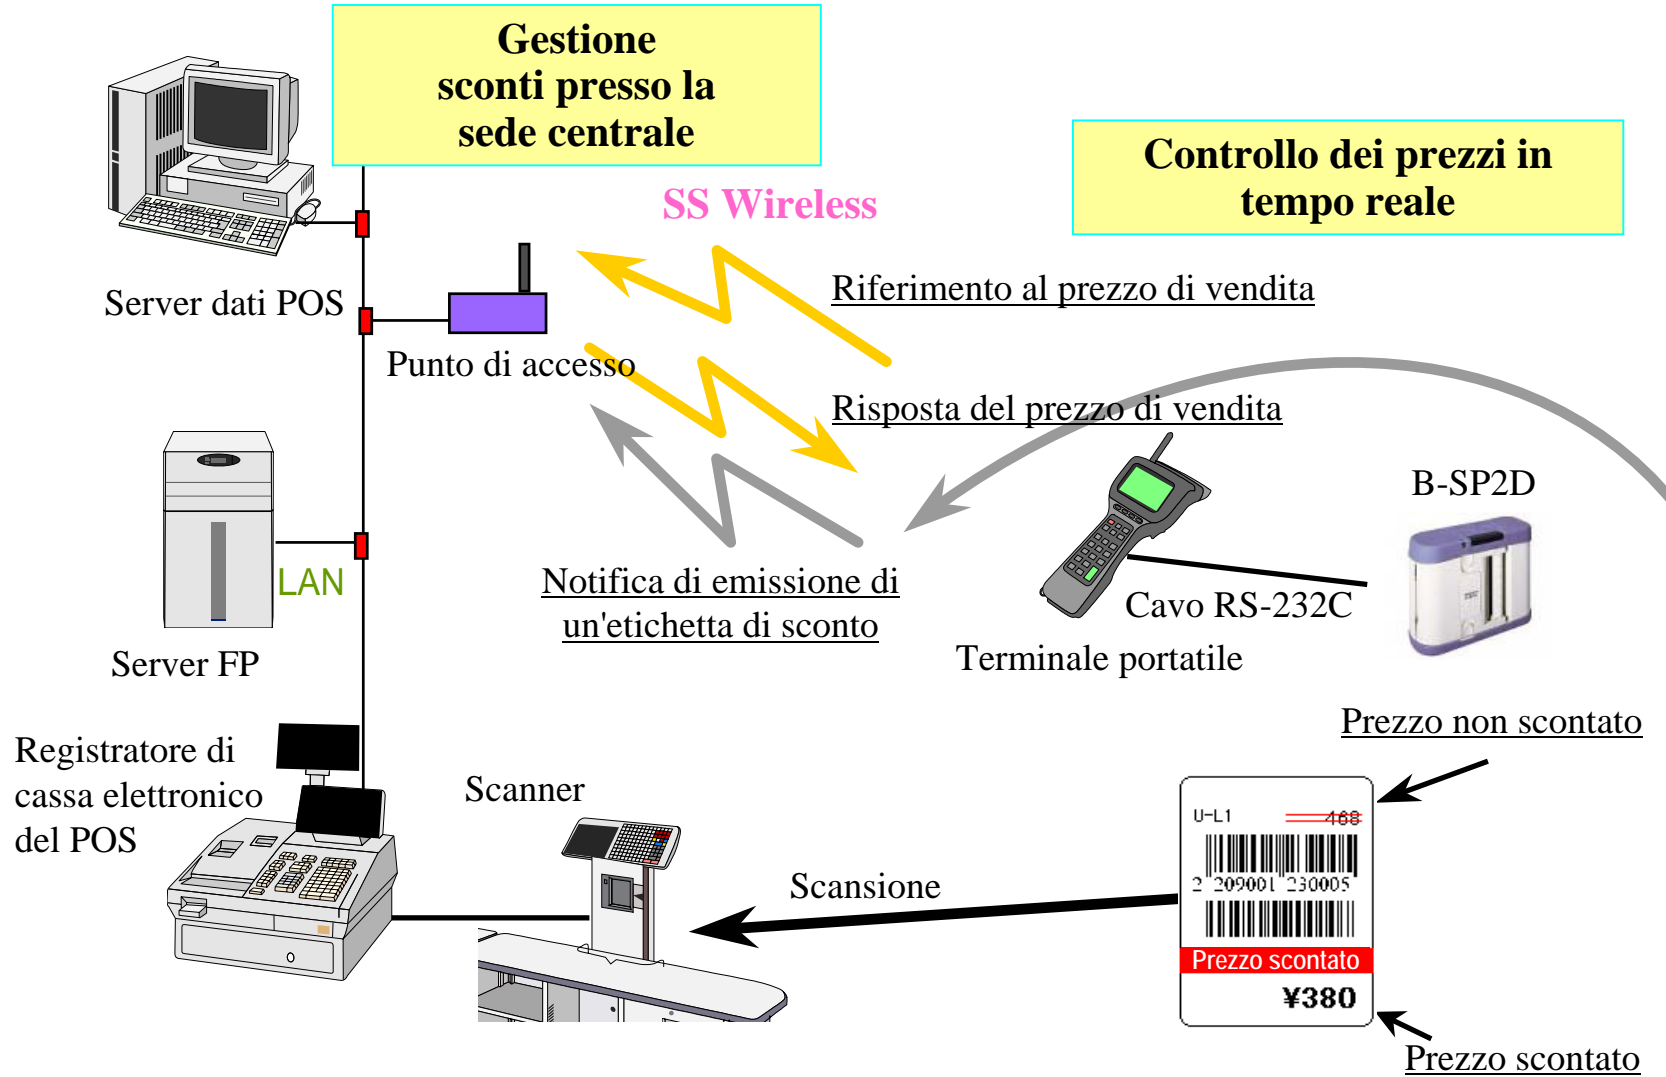 Gestione
sconti presso la
sede centrale
Controllo dei prezzi in
tempo reale
SS Wireless
Server dati POS
Riferimento al prezzo di vendita
Punto di accesso
Risposta del prezzo di vendita
B-SP2D
LAN
Notifica di emissione di
un'etichetta di sconto
Cavo RS-232C
Server FP
Terminale portatile
Prezzo non scontato
Registratore di
cassa elettronico
del POS
Scanner
U-L1 468
Scansione
2 209001 230005
Prezzo scontato
¥380
Prezzo scontato